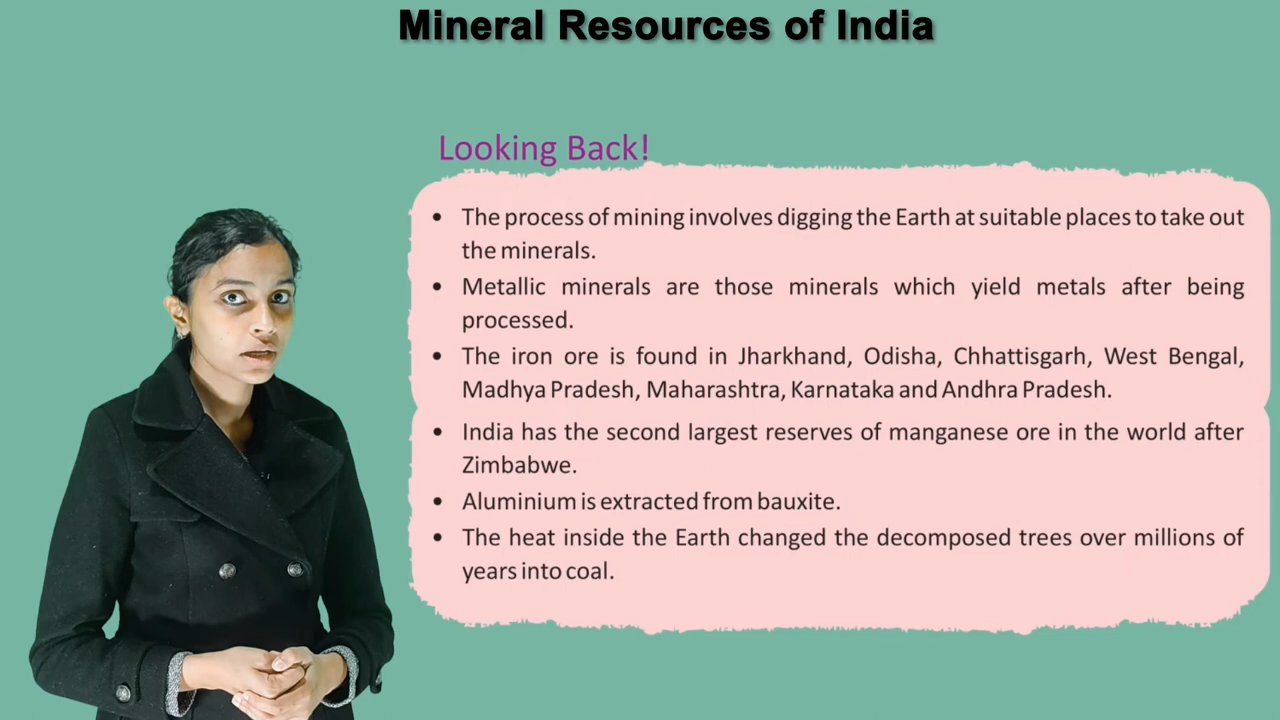 Mineral Resources of India
Looking Back!
• The process of mining involves digging the Earth at suitable places to take out
the minerals.
• Metallic minerals are those minerals which yield metals after being
processed.
• The iron ore is found in Jharkhand, Odisha, Chhattisgarh, West Bengal,
Madhya Pradesh, Maharashtra, Karnataka and Andhra Pradesh.
• India has the second largest reserves of manganese ore in the world after
Zimbabwe.
• Aluminium is extracted from bauxite.
• The heat inside the Earth changed the decomposed trees over millions of
years into coal.